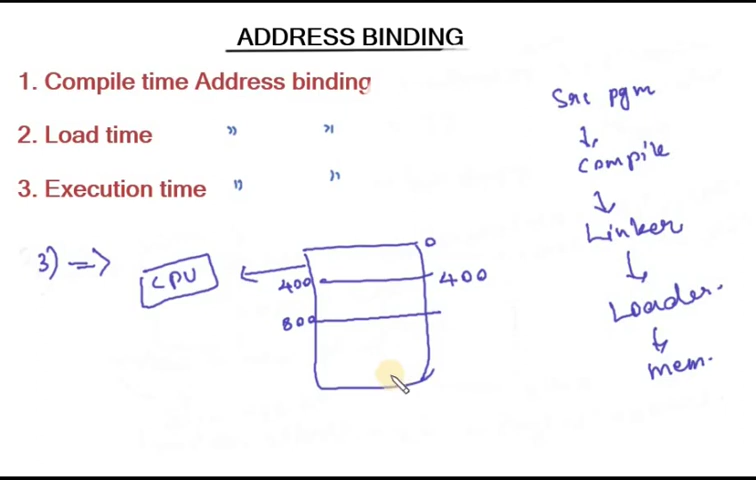 ADDRESS BINDING
1. Compile time Address binding
2. Load time " "
3. Execution time " "
Src pgm
compile
Linker
Loader.
mem.
3) => CPU
0
400 400
800